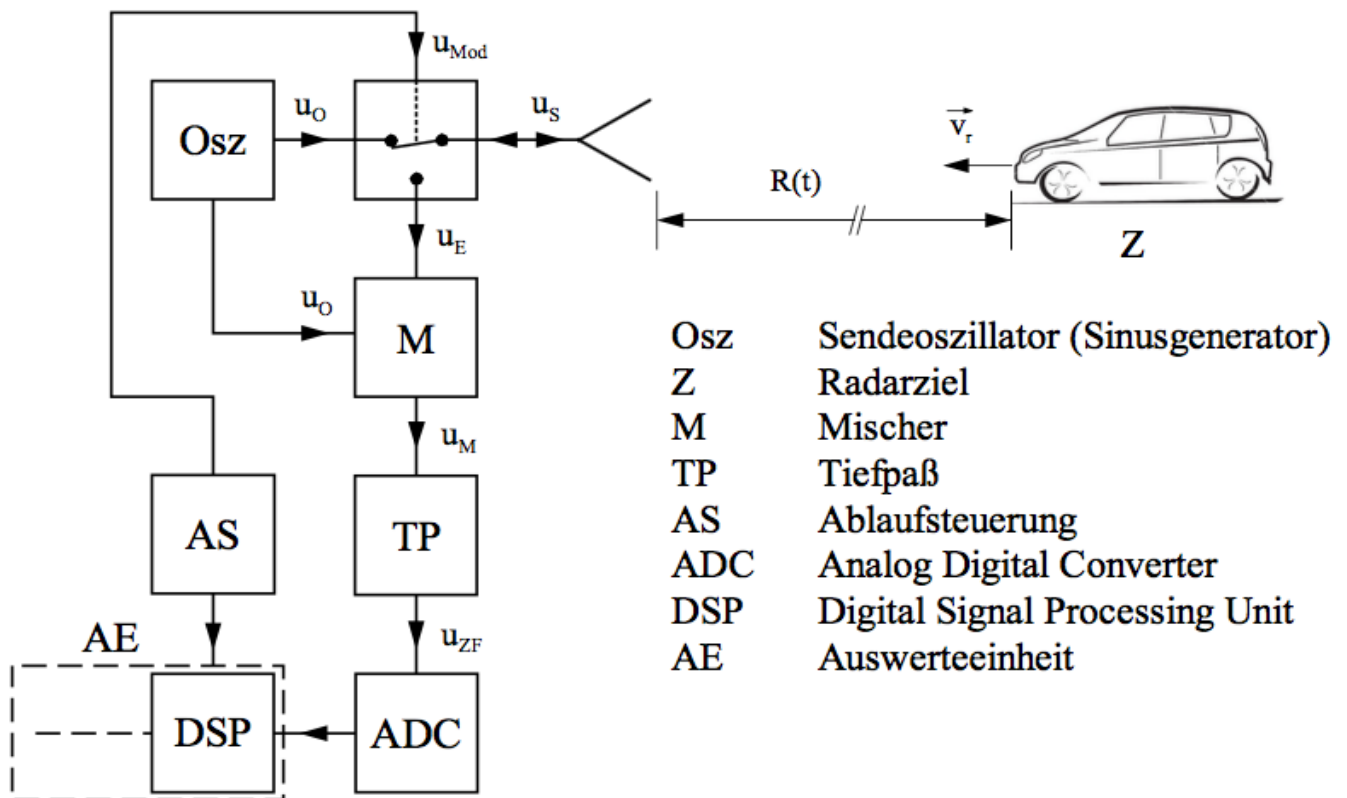 u_Mod
Osz
u_O
u_S
v_r
R(t)
Z
u_E
u_O
M
u_M
AS
TP
AE
u_ZF
DSP
ADC
Osz Sendeoszillator (Sinusgenerator)
Z Radarziel
M Mischer
TP Tiefpaß
AS Ablaufsteuerung
ADC Analog Digital Converter
DSP Digital Signal Processing Unit
AE Auswerteeinheit